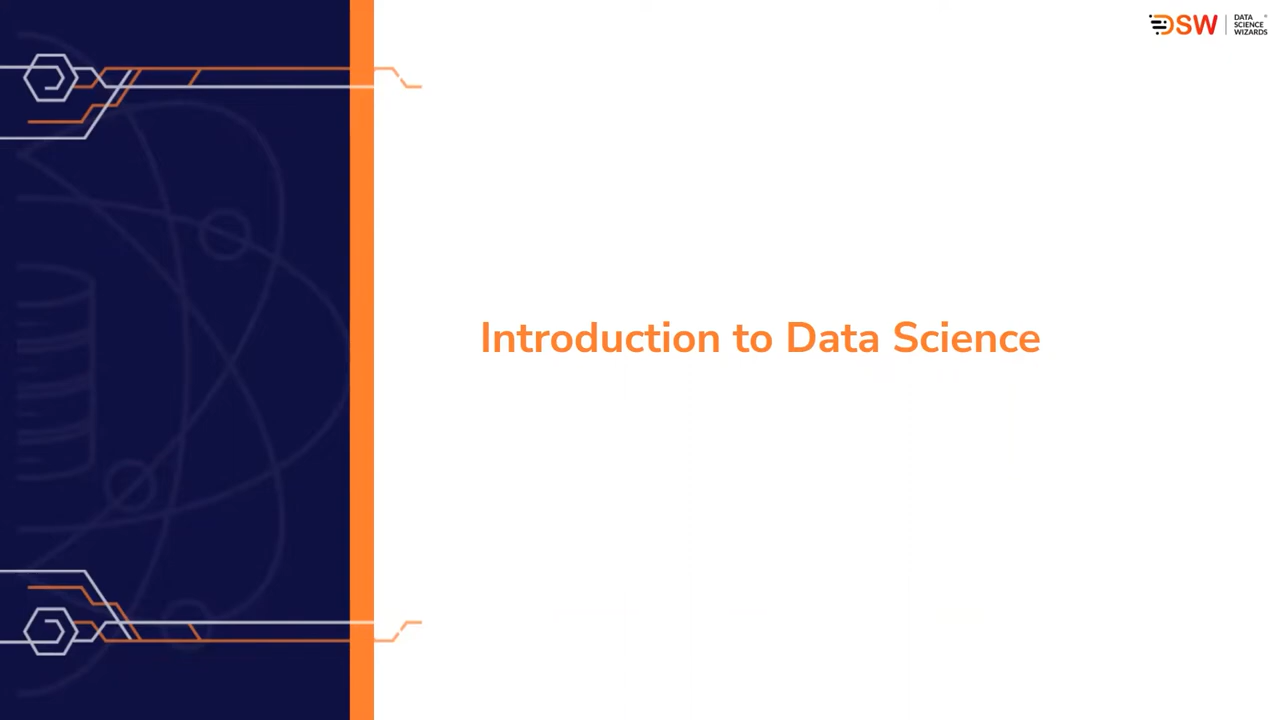 DSW
DATA
SCIENCE
WIZARDS
Introduction to Data Science